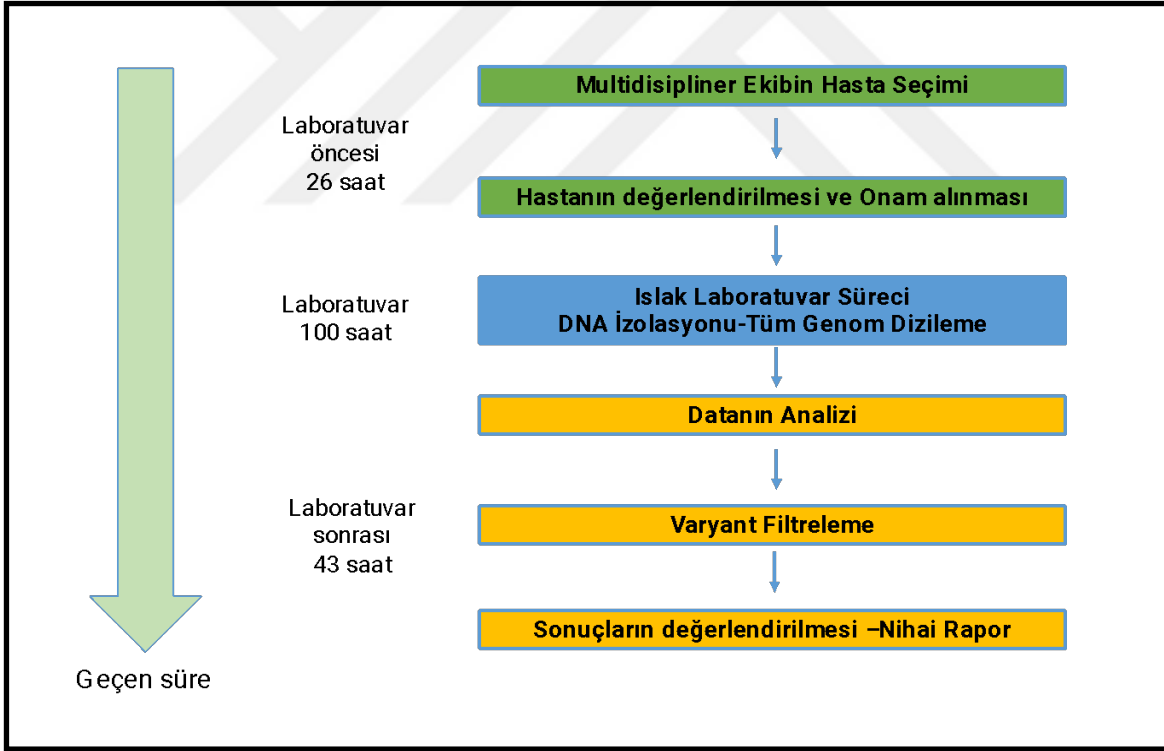 Multidisipliner Ekibin Hasta Seçimi
Laboratuvar
öncesi
26 saat
Hastanın değerlendirilmesi ve Onam alınması
Laboratuvar
100 saat
Islak Laboratuvar Süreci
DNA İzolasyonu-Tüm Genom Dizileme
Datanın Analizi
Laboratuvar
sonrası
43 saat
Varyant Filtreleme
Sonuçların değerlendirilmesi –Nihai Rapor
Geçen süre